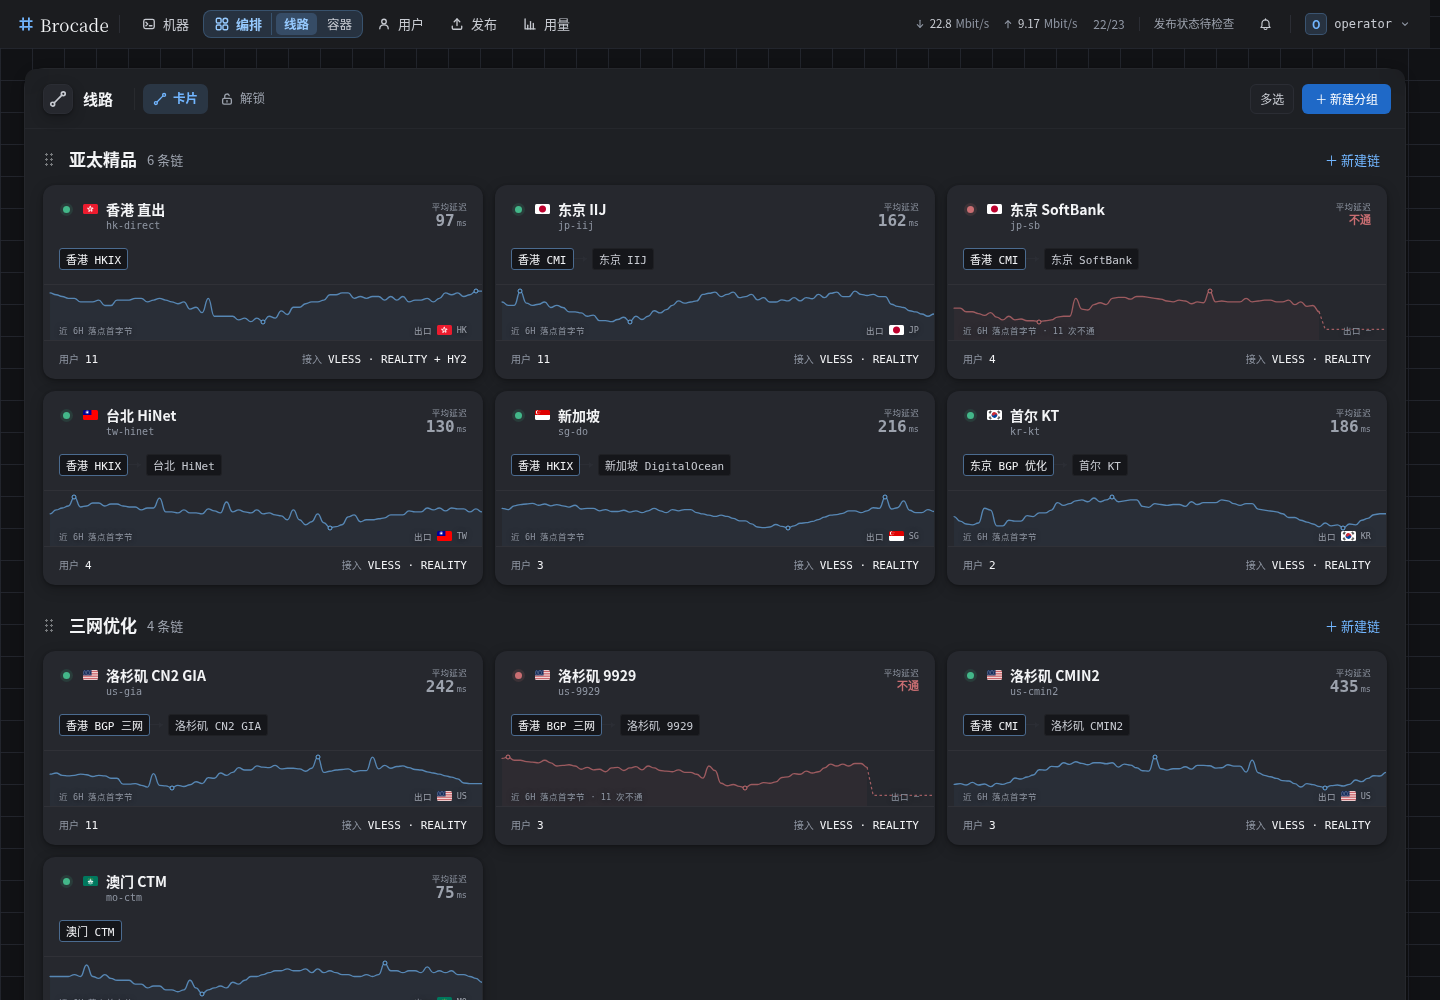 Brocade
机器
编排
线路
容器
用户
发布
用量
↓ 22.8 Mbit/s
↑ 9.17 Mbit/s
22/23
发布状态待检查
O
operator
线路
卡片
解锁
多选
+ 新建分组
亚太精品 6 条链
+ 新建链
香港 直出
hk-direct
平均延迟
97 ms
香港 HKIX
近 6H 落点首字节
出口 HK
用户 11
接入 VLESS · REALITY + HY2
东京 IIJ
jp-iij
平均延迟
162 ms
香港 CMI
东京 IIJ
近 6H 落点首字节
出口 JP
用户 11
接入 VLESS · REALITY
东京 SoftBank
jp-sb
平均延迟
不通
香港 CMI
东京 SoftBank
近 6H 落点首字节 · 11 次不通
出口
用户 4
接入 VLESS · REALITY
台北 HiNet
tw-hinet
平均延迟
130 ms
香港 HKIX
台北 HiNet
近 6H 落点首字节
出口 TW
用户 4
接入 VLESS · REALITY
新加坡
sg-do
平均延迟
216 ms
香港 HKIX
新加坡 DigitalOcean
近 6H 落点首字节
出口 SG
用户 3
接入 VLESS · REALITY
首尔 KT
kr-kt
平均延迟
186 ms
东京 BGP 优化
首尔 KT
近 6H 落点首字节
出口 KR
用户 2
接入 VLESS · REALITY
三网优化 4 条链
+ 新建链
洛杉矶 CN2 GIA
us-gia
平均延迟
242 ms
香港 BGP 三网
洛杉矶 CN2 GIA
近 6H 落点首字节
出口 US
用户 11
接入 VLESS · REALITY
洛杉矶 9929
us-9929
平均延迟
不通
香港 BGP 三网
洛杉矶 9929
近 6H 落点首字节 · 11 次不通
出口
用户 3
接入 VLESS · REALITY
洛杉矶 CMIN2
us-cmin2
平均延迟
435 ms
香港 CMI
洛杉矶 CMIN2
近 6H 落点首字节
出口 US
用户 3
接入 VLESS · REALITY
澳门 CTM
mo-ctm
平均延迟
75 ms
澳门 CTM